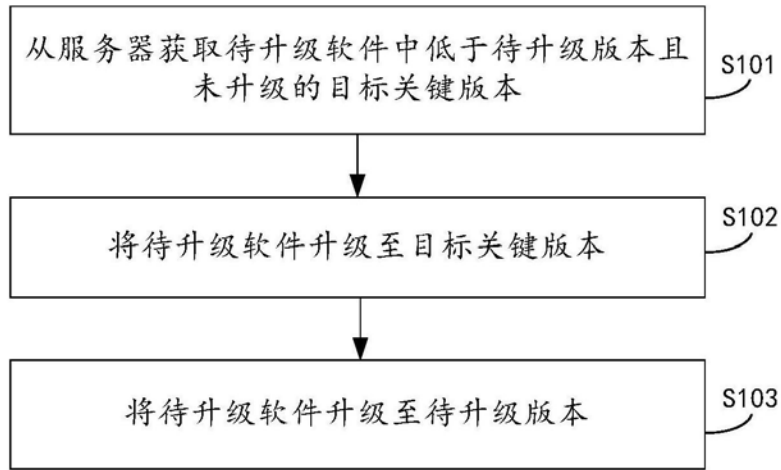 从服务器获取待升级软件中低于待升级版本且
未升级的目标关键版本
S101
将待升级软件升级至目标关键版本
S102
将待升级软件升级至待升级版本
S103